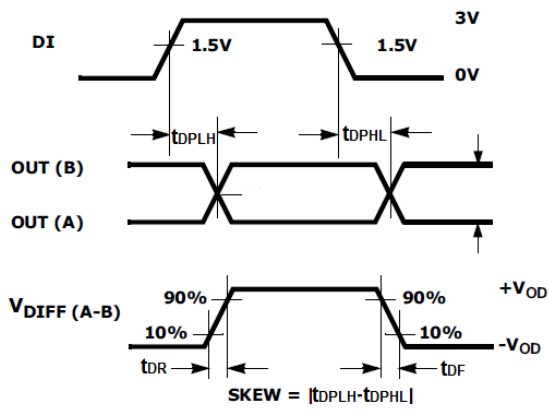 3V
DI
1.5V
1.5V
0V
tDPLH
tDPHL
OUT (B)
OUT (A)
+VOD
90%
90%
VDIFF (A-B)
10%
10%
-VOD
tDR
tDF
SKEW = |tDPLH-tDPHL|